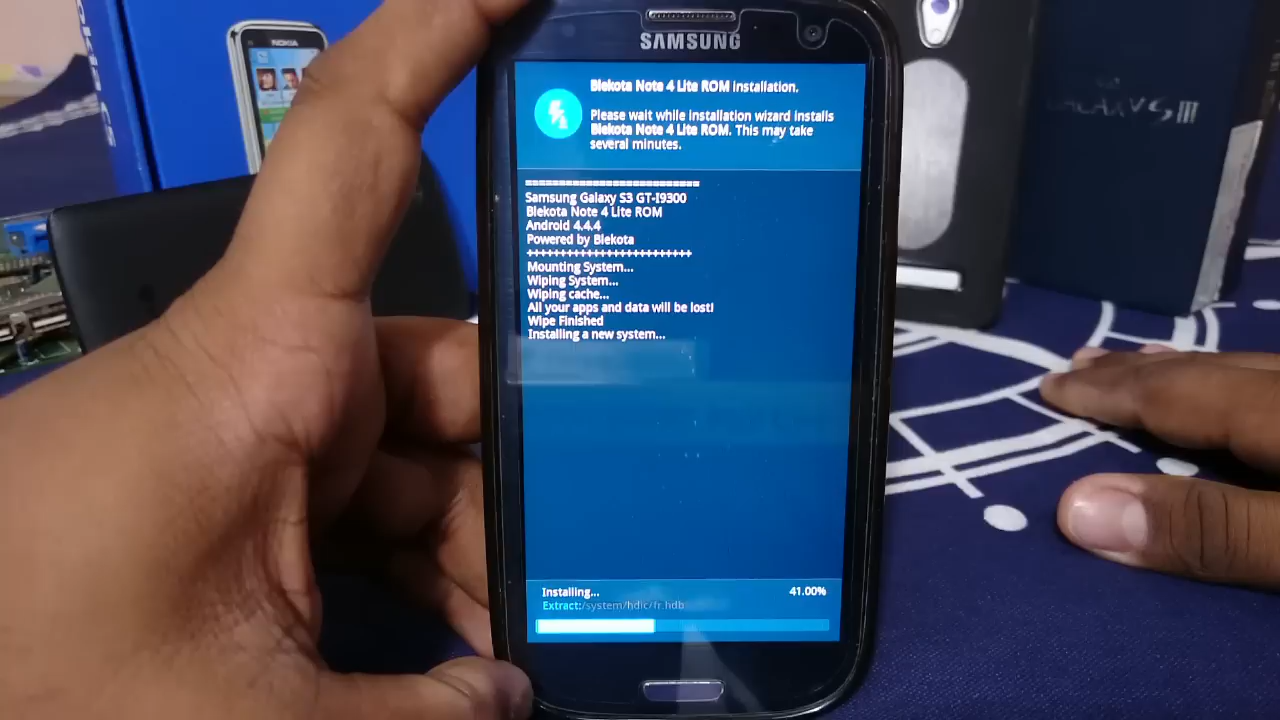 NOKIA
SAMSUNG
Blekota Note 4 Lite ROM Installation.
Please wait while installation wizard installs
Blekota Note 4 Lite ROM. This may take
several minutes.
==========================
Samsung Galaxy S3 GT-I9300
Blekota Note 4 Lite ROM
Android 4.4.4
Powered by Blekota
++++++++++++++++++++++++
Mounting System...
Wiping System...
Wiping cache...
All your apps and data will be lost!
Wipe Finished
Installing a new system...
Installing... 41.00%
Extract:/system/hdic/fr.hdb
GALAXY SIII